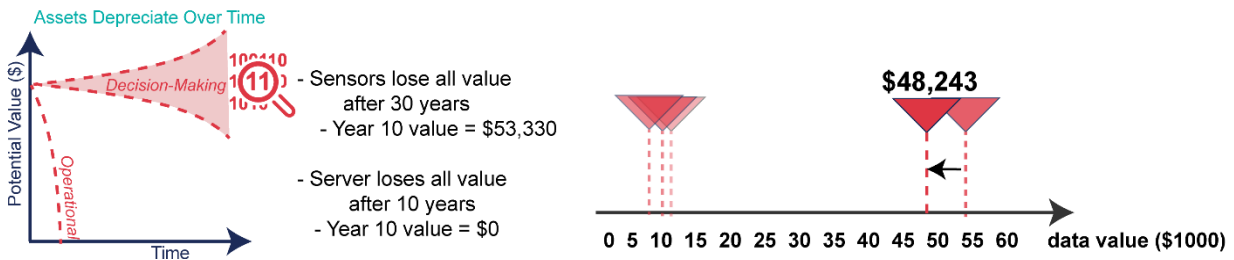 Assets Depreciate Over Time
Potential Value ($)
Decision-Making
Operational
Time
100110
11
- Sensors lose all value
after 30 years
- Year 10 value = $53,330
- Server loses all value
after 10 years
- Year 10 value = $0
$48,243
0 5 10 15 20 25 30 35 40 45 50 55 60 data value ($1000)